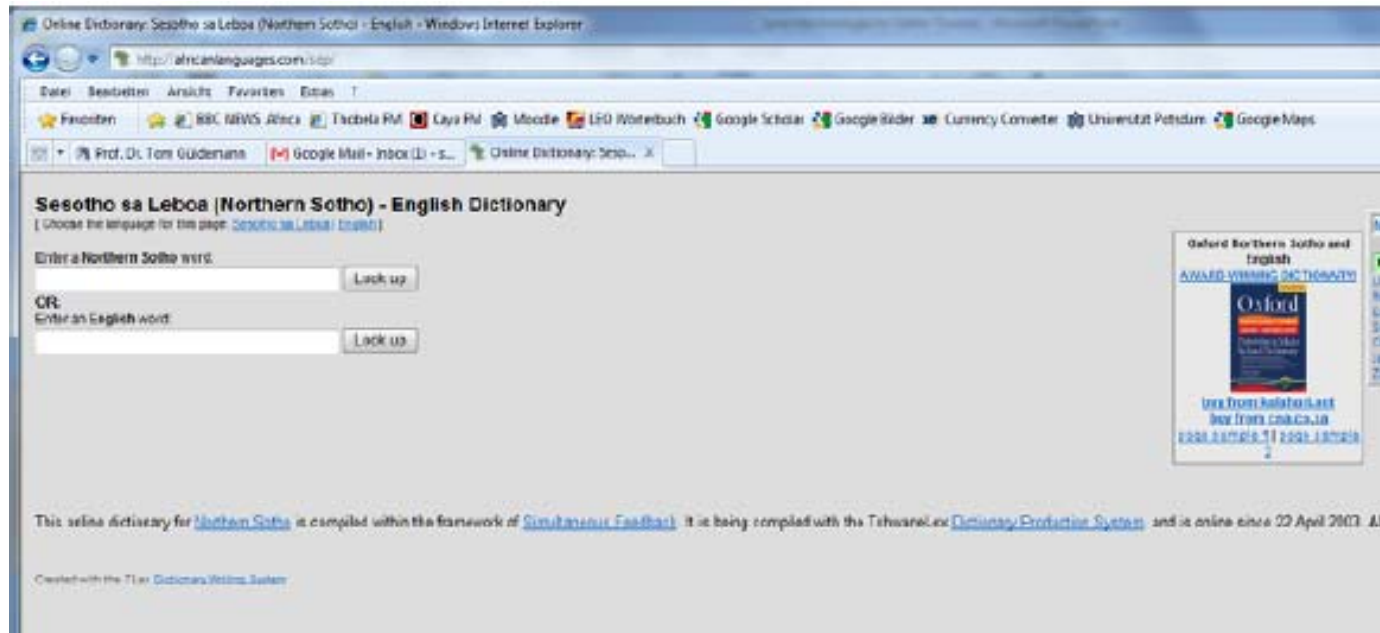 Online Dictionary: Sesotho sa Leboa (Northern Sotho) - English - Windows Internet Explorer
http://africanlanguages.com/sdp/
Datei Bearbeiten Ansicht Favoriten Extras ?
Favoriten BBC NEWS Africa Thobela FM Kaya FM Moodle LEO Wörterbuch Google Scholar Google Bilder Currency Converter Universität Potsdam Google Maps
Prof. Dr. Tom Güldemann Google Mail - Inbox (1) - s... Online Dictionary: Seso... X
Sesotho sa Leboa (Northern Sotho) - English Dictionary
[ Choose the language for this page: Sesotho sa Leboa | English ]
Enter a Northern Sotho word:
Look up
OR:
Enter an English word:
Look up
Oxford Northern Sotho and
English
AWARD-WINNING DICTIONARY!
Oxford
buy from kalahari.net
buy from cna.co.za
page sample 1 | page sample
2
This online dictionary for Northern Sotho is compiled within the framework of Simultaneous Feedback. It is being compiled with the TshwaneLex Dictionary Production System, and is online since 22 April 2003.
Created with the TLex Dictionary Writing System